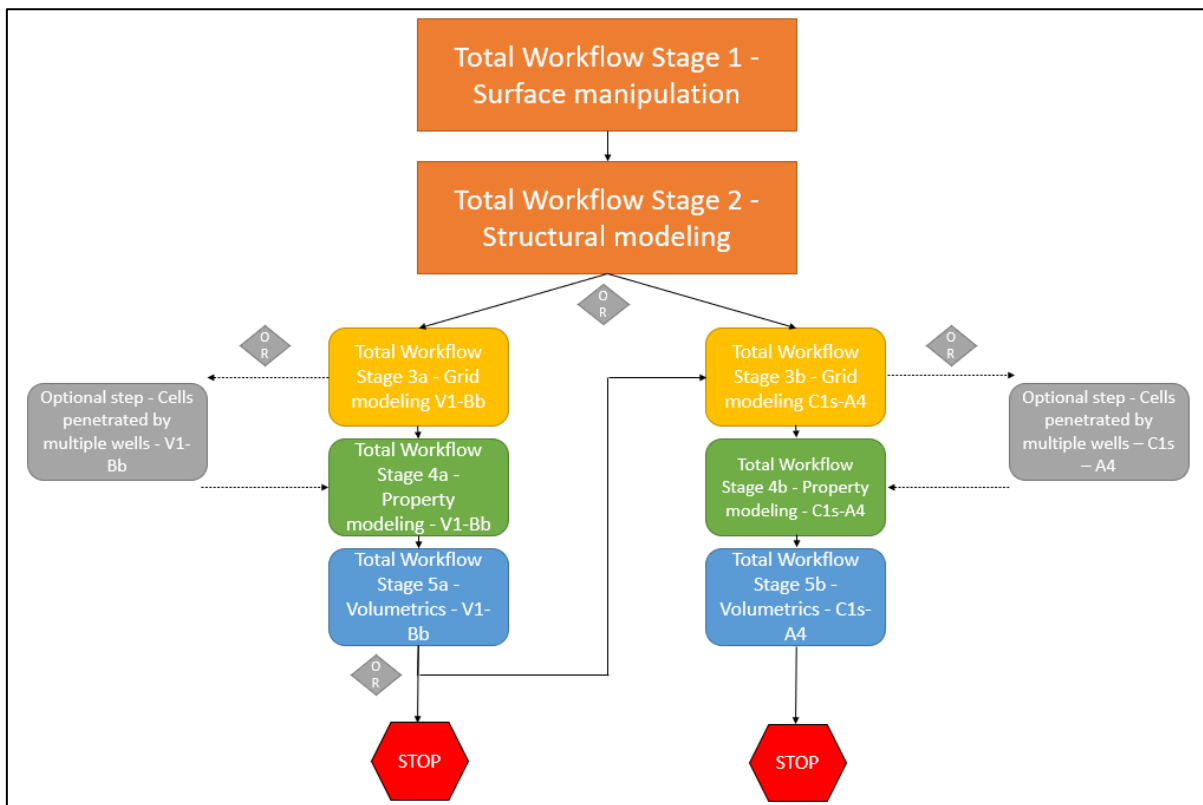 Total Workflow Stage 1 -
Surface manipulation
Total Workflow Stage 2 -
Structural modeling
O
R
O
R
Total Workflow
Stage 3a - Grid
modeling V1-Bb
Total Workflow
Stage 3b - Grid
modeling C1s-A4
O
R
Optional step - Cells
penetrated by
multiple wells - V1-
Bb
Optional step - Cells
penetrated by
multiple wells – C1s
– A4
Total Workflow
Stage 4a -
Property
modeling - V1-Bb
Total Workflow
Stage 4b - Property
modeling - C1s-A4
Total Workflow
Stage 5a -
Volumetrics - V1-
Bb
Total Workflow
Stage 5b -
Volumetrics - C1s-
A4
O
R
STOP
STOP